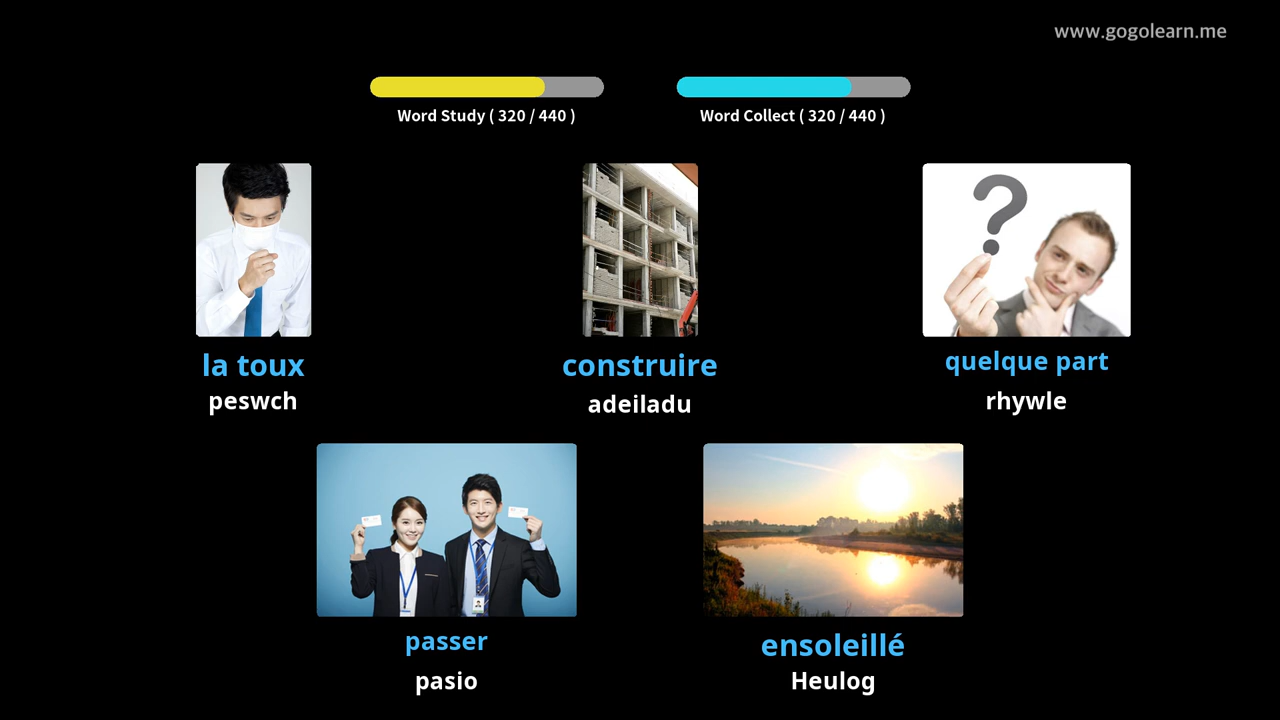 www.gogolearn.me
Word Study ( 320 / 440 )
Word Collect ( 320 / 440 )
la toux
peswch
construire
adeiladu
quelque part
rhywle
passer
pasio
ensoleillé
Heulog